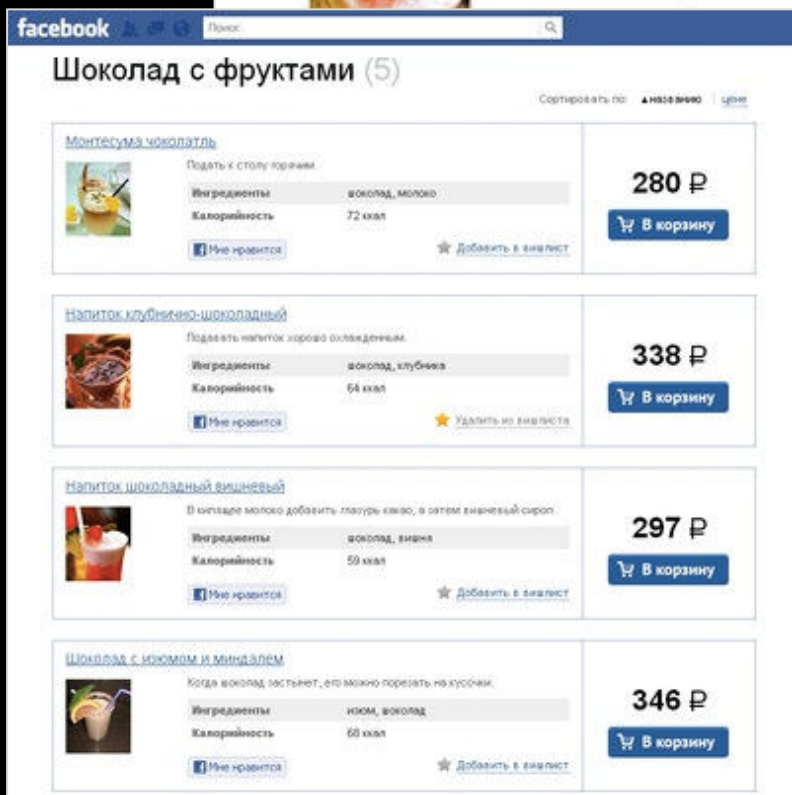 facebook
Поиск
Шоколад с фруктами (5)
Сортировать по: ▲названию | цене
Монтесума чоколатль
Подать к столу горячим.
Ингредиенты шоколад, молоко
Калорийность 72 ккал
Мне нравится Добавить в вишлист
280 ₽
В корзину
Напиток клубнично-шоколадный
Подавать напиток хорошо охлажденным.
Ингредиенты шоколад, клубника
Калорийность 64 ккал
Мне нравится Удалить из вишлиста
338 ₽
В корзину
Напиток шоколадный вишневый
В кипящее молоко добавить глазурь какао, а затем вишневый сироп.
Ингредиенты шоколад, вишня
Калорийность 59 ккал
Мне нравится Добавить в вишлист
297 ₽
В корзину
Шоколад с изюмом и миндалем
Когда шоколад застынет, его можно порезать на кусочки.
Ингредиенты изюм, шоколад
Калорийность 68 ккал
Мне нравится Добавить в вишлист
346 ₽
В корзину